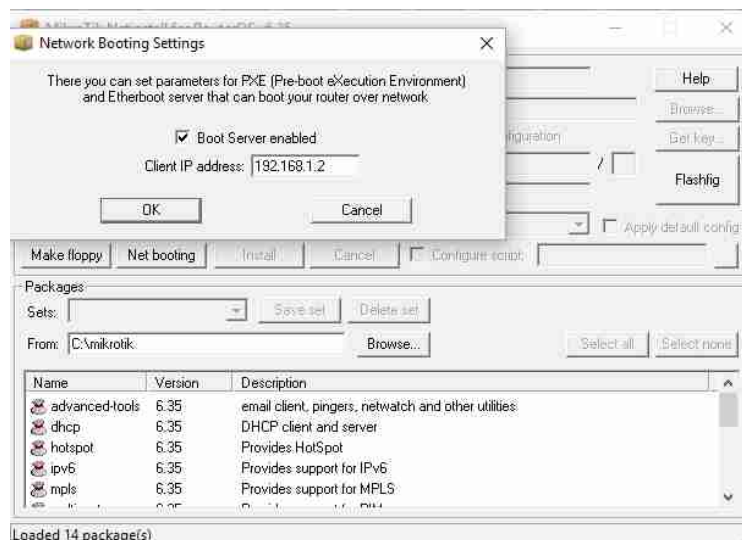 Network Booting Settings
There you can set parameters for PXE (Pre-boot eXecution Environment)
and Etherboot server that can boot your router over network
Boot Server enabled
Client IP address: 192.168.1.2
OK
Cancel
Help
Browse...
Get key...
/
Flashfig
Apply default config
Make floppy
Net booting
Install
Cancel
Configure script:
Packages
Sets:
Save set
Delete set
From: C:\mikrotik
Browse...
Select all
Select none
Name Version Description
advanced-tools 6.35 email client, pingers, netwatch and other utilities
dhcp 6.35 DHCP client and server
hotspot 6.35 Provides HotSpot
ipv6 6.35 Provides support for IPv6
mpls 6.35 Provides support for MPLS
Loaded 14 package(s)